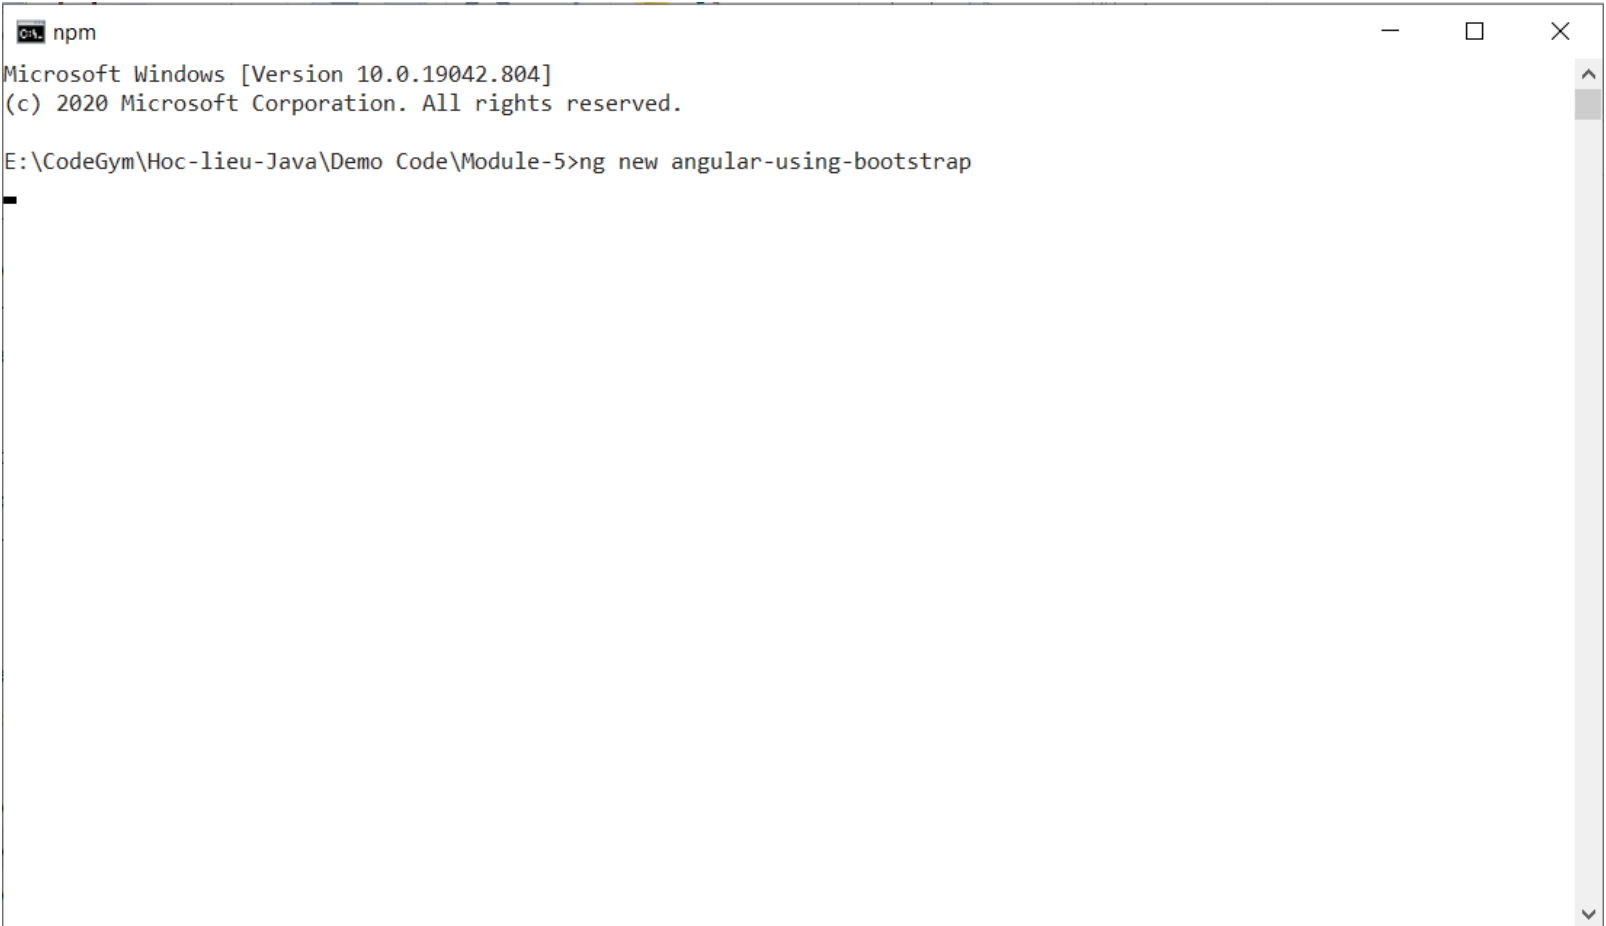 npm
Microsoft Windows [Version 10.0.19042.804]
(c) 2020 Microsoft Corporation. All rights reserved.
E:\CodeGym\Hoc-lieu-Java\Demo Code\Module-5>ng new angular-using-bootstrap